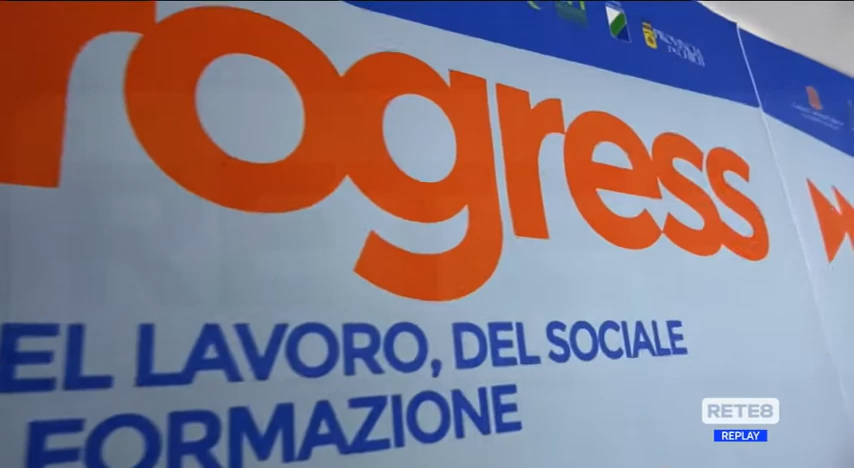 rogress
EL LAVORO, DEL SOCIALE
FORMAZIONE
RETE8
REPLAY